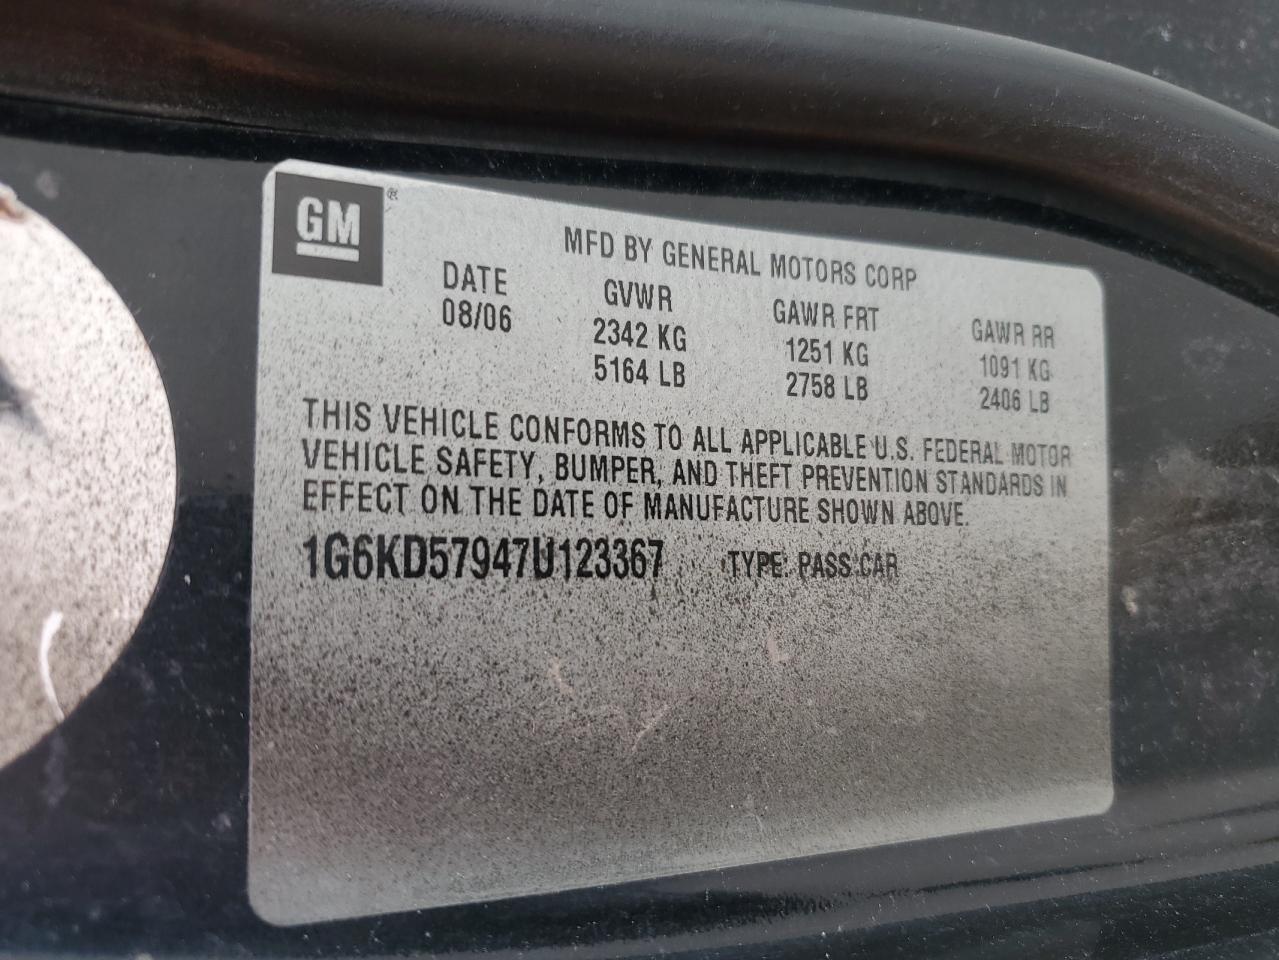 GM ®
MFD BY GENERAL MOTORS CORP
DATE GVWR GAWR FRT GAWR RR
08/06 2342 KG 1251 KG 1091 KG
5164 LB 2758 LB 2406 LB
THIS VEHICLE CONFORMS TO ALL APPLICABLE U.S. FEDERAL MOTOR
VEHICLE SAFETY, BUMPER, AND THEFT PREVENTION STANDARDS IN
EFFECT ON THE DATE OF MANUFACTURE SHOWN ABOVE.
1G6KD57947U123367 TYPE: PASS CAR